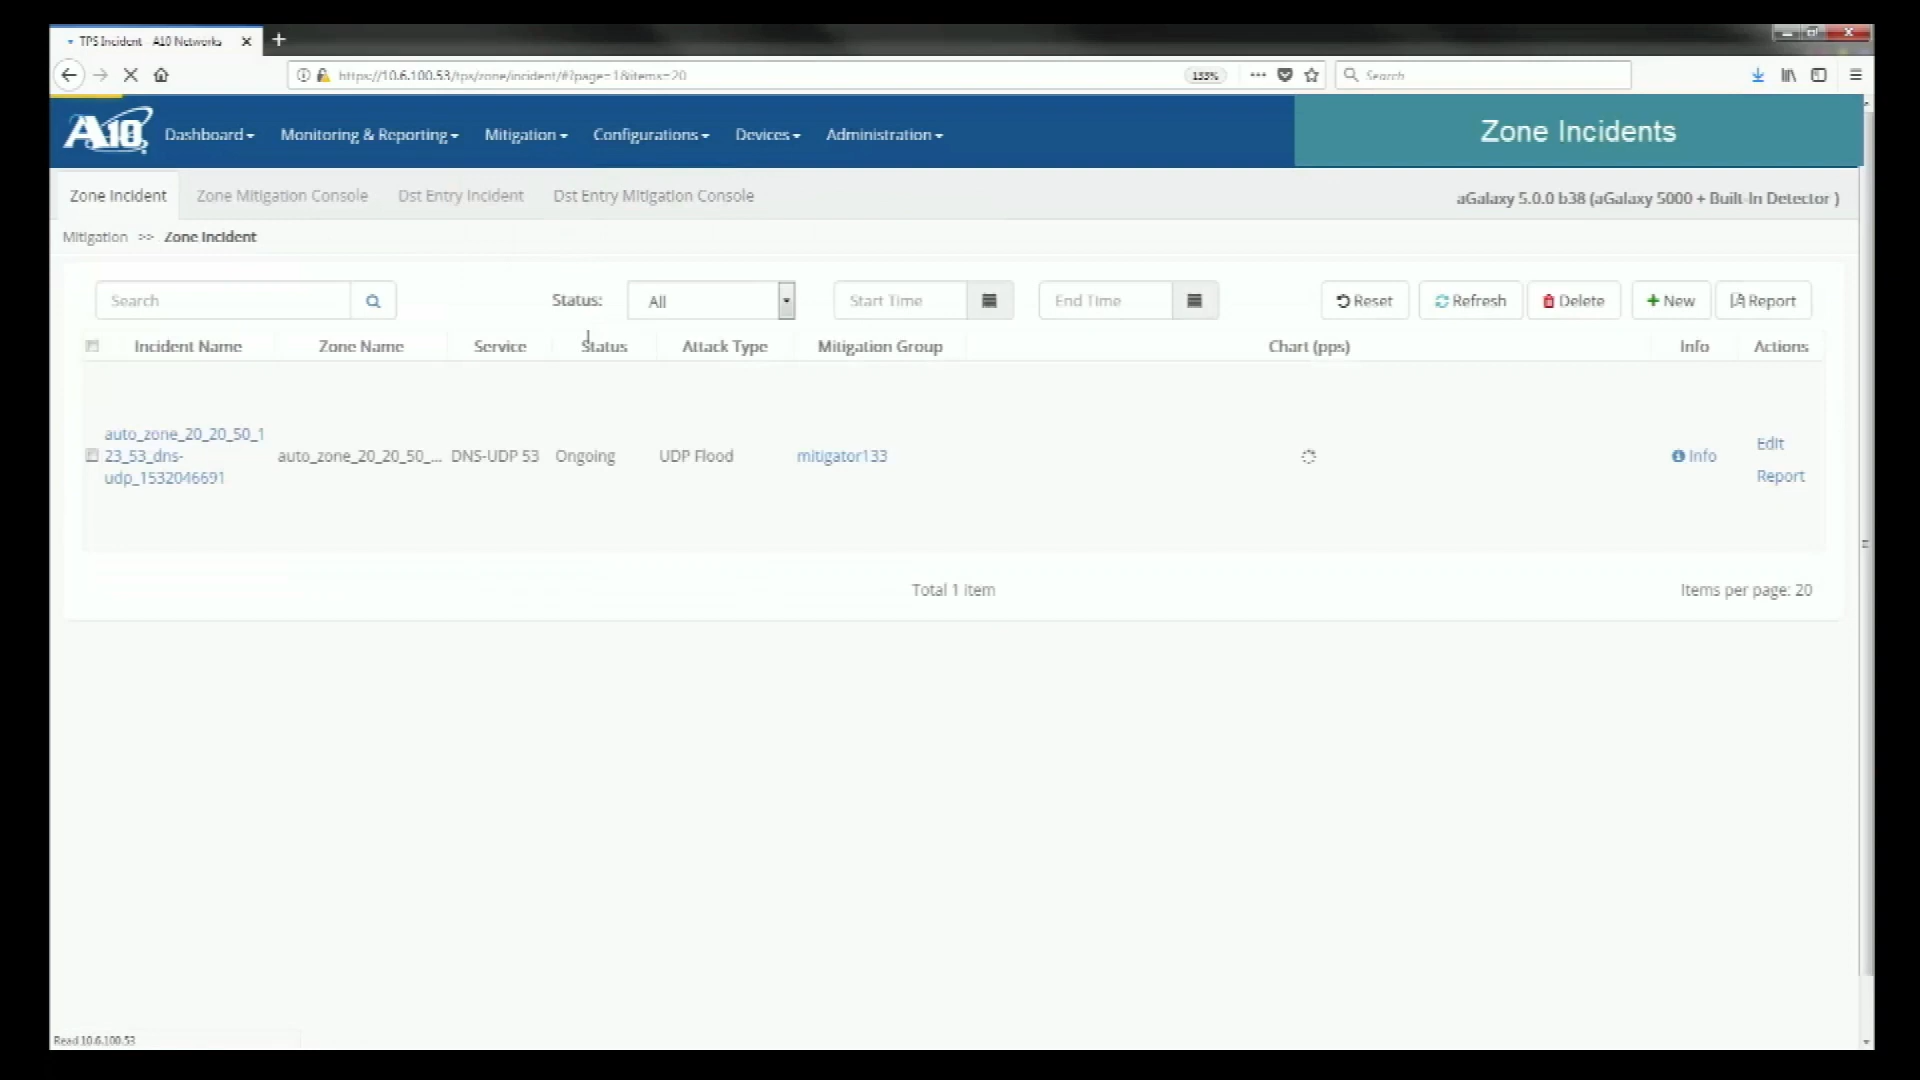 TPS Incident - A10 Networks
https://10.6.100.53/tps/zone/incident/#?page=1&items=20
133%
Search
A10
Dashboard
Monitoring & Reporting
Mitigation
Configurations
Devices
Administration
Zone Incidents
Zone Incident
Zone Mitigation Console
Dst Entry Incident
Dst Entry Mitigation Console
aGalaxy 5.0.0 b38 (aGalaxy 5000 + Built-In Detector )
Mitigation >> Zone Incident
Search
Status:
All
Start Time
End Time
Reset
Refresh
Delete
New
Report
Incident Name
Zone Name
Service
Status
Attack Type
Mitigation Group
Chart (pps)
Info
Actions
auto_zone_20_20_50_1
23_53_dns-
udp_1532046691
auto_zone_20_20_50_...
DNS-UDP 53
Ongoing
UDP Flood
mitigator133
Info
Edit
Report
Total 1 item
Items per page: 20
Read 10.6.100.53